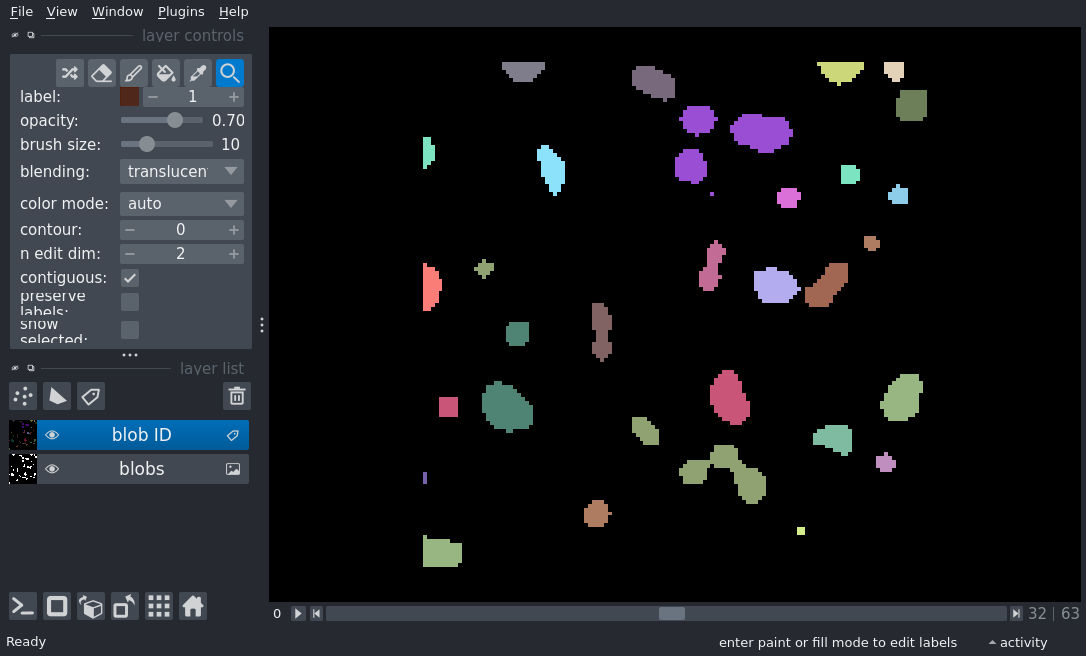 File View Window Plugins Help
layer controls
label: 1
opacity: 0.70
brush size: 10
blending: translucen
color mode: auto
contour: 0
n edit dim: 2
contiguous:
preserve
labels:
show
selected:
layer list
blob ID
blobs
0 32 63
Ready enter paint or fill mode to edit labels activity